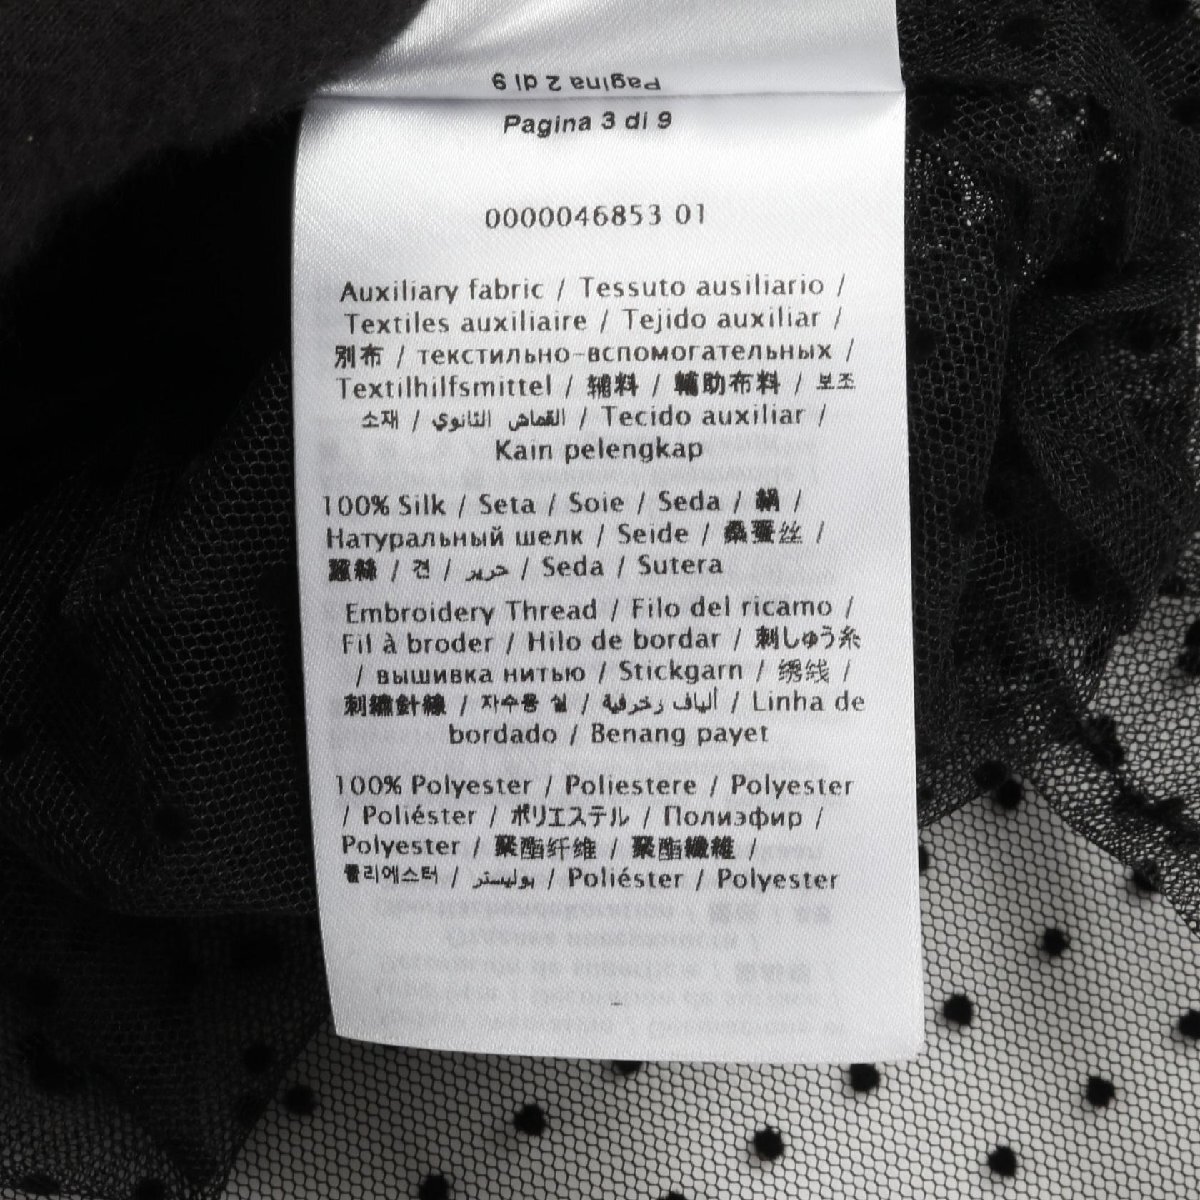 Pagina 2 di 9
Pagina 3 di 9
0000046853 01
Auxiliary fabric / Tessuto ausiliario /
Textiles auxiliaire / Tejido auxiliar /
別布 / текстильно-вспомогательных /
Textilhilfsmittel / 辅料 / 輔助布料 / 보조
소재 / القماش الثانوي / Tecido auxiliar /
Kain pelengkap
100% Silk / Seta / Soie / Seda / 絹 /
Натуральный шелк / Seide / 桑蚕丝 /
蠶絲 / 견 / حرير / Seda / Sutera
Embroidery Thread / Filo del ricamo /
Fil à broder / Hilo de bordar / 刺しゅう糸
/ вышивка нитью / Stickgarn / 绣线 /
刺繡針線 / 자수용 실 / ألياف زخرفية / Linha de
bordado / Benang payet
100% Polyester / Poliestere / Polyester
/ Poliéster / ポリエステル / Полиэфир /
Polyester / 聚酯纤维 / 聚酯纖維 /
폴리에스터 / بوليستر / Poliéster / Polyester